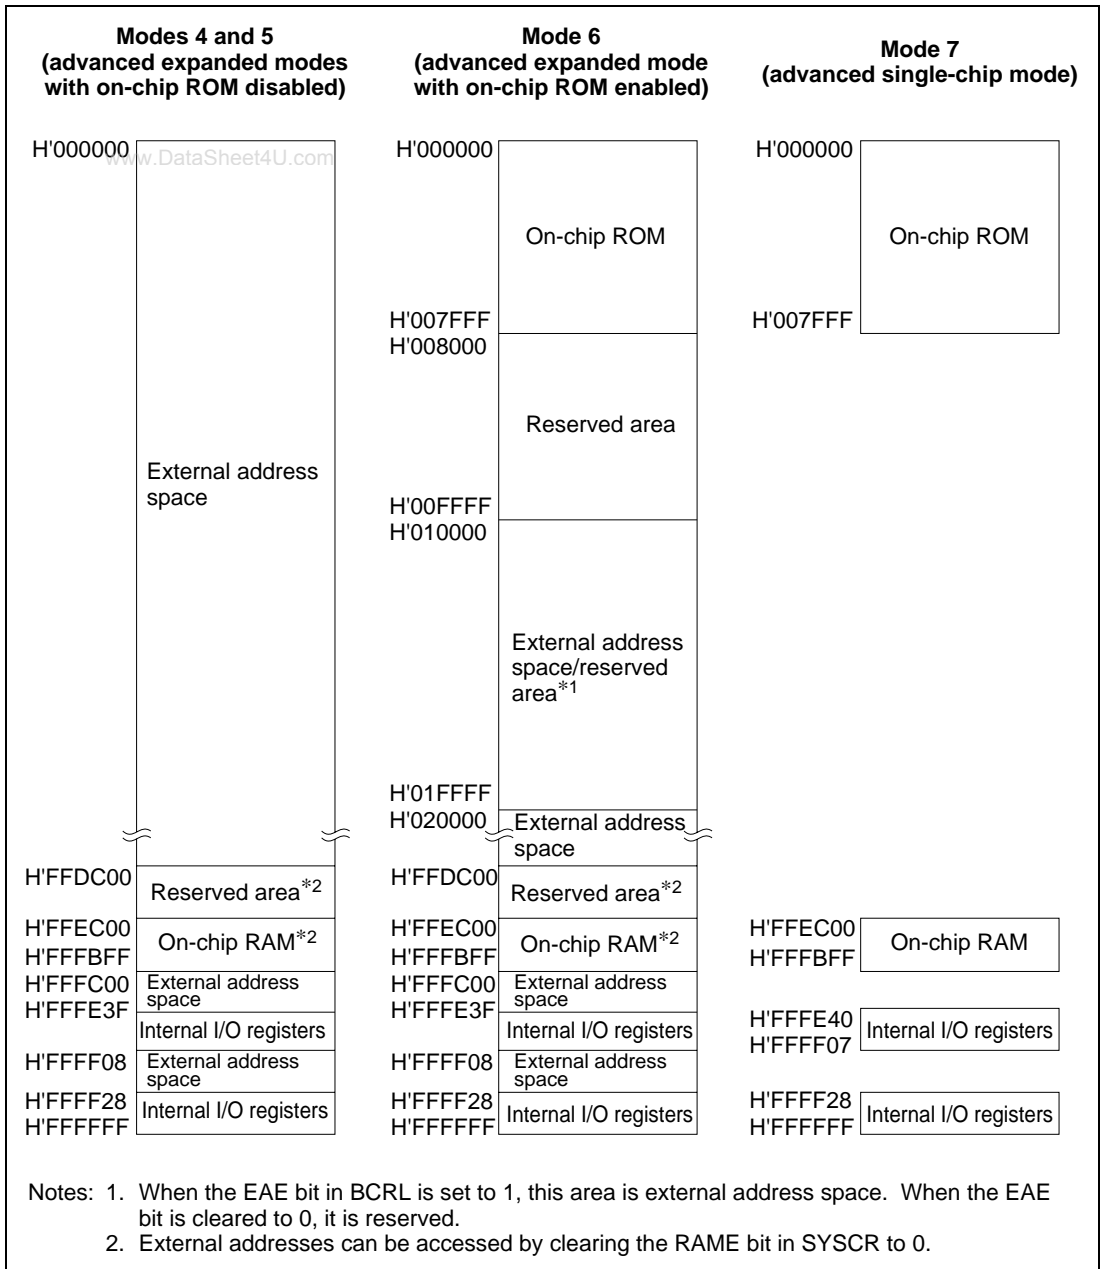 Modes 4 and 5
(advanced expanded modes
with on-chip ROM disabled)
Mode 6
(advanced expanded mode
with on-chip ROM enabled)
Mode 7
(advanced single-chip mode)
H'000000
www.DataSheet4U.com
External address
space
H'FFDC00
Reserved area*2
H'FFEC00
On-chip RAM*2
H'FFFBFF
H'FFFC00
External address
space
H'FFFE3F
Internal I/O registers
H'FFFF08
External address
space
H'FFFF28
Internal I/O registers
H'FFFFFF
H'000000
On-chip ROM
H'007FFF
H'008000
Reserved area
H'00FFFF
H'010000
External address
space/reserved
area*1
H'01FFFF
H'020000
External address
space
H'FFDC00
Reserved area*2
H'FFEC00
On-chip RAM*2
H'FFFBFF
H'FFFC00
External address
space
H'FFFE3F
Internal I/O registers
H'FFFF08
External address
space
H'FFFF28
Internal I/O registers
H'FFFFFF
H'000000
On-chip ROM
H'007FFF
H'FFEC00
On-chip RAM
H'FFFBFF
H'FFFE40
Internal I/O registers
H'FFFF07
H'FFFF28
Internal I/O registers
H'FFFFFF
Notes: 1. When the EAE bit in BCRL is set to 1, this area is external address space. When the EAE
bit is cleared to 0, it is reserved.
2. External addresses can be accessed by clearing the RAME bit in SYSCR to 0.